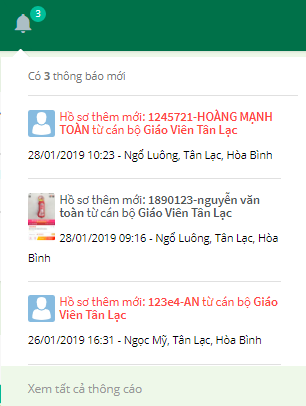 3
Có 3 thông báo mới
Hồ sơ thêm mới: 1245721-HOÀNG MẠNH
TOÀN từ cán bộ Giáo Viên Tân Lạc
28/01/2019 10:23 - Ngổ Luông, Tân Lạc, Hòa Bình
Hồ sơ thêm mới: 1890123-nguyễn văn
toàn từ cán bộ Giáo Viên Tân Lạc
28/01/2019 09:16 - Ngổ Luông, Tân Lạc, Hòa
Bình
Hồ sơ thêm mới: 123e4-AN từ cán bộ Giáo
Viên Tân Lạc
26/01/2019 16:31 - Ngọc Mỹ, Tân Lạc, Hòa Bình
Xem tất cả thông cáo